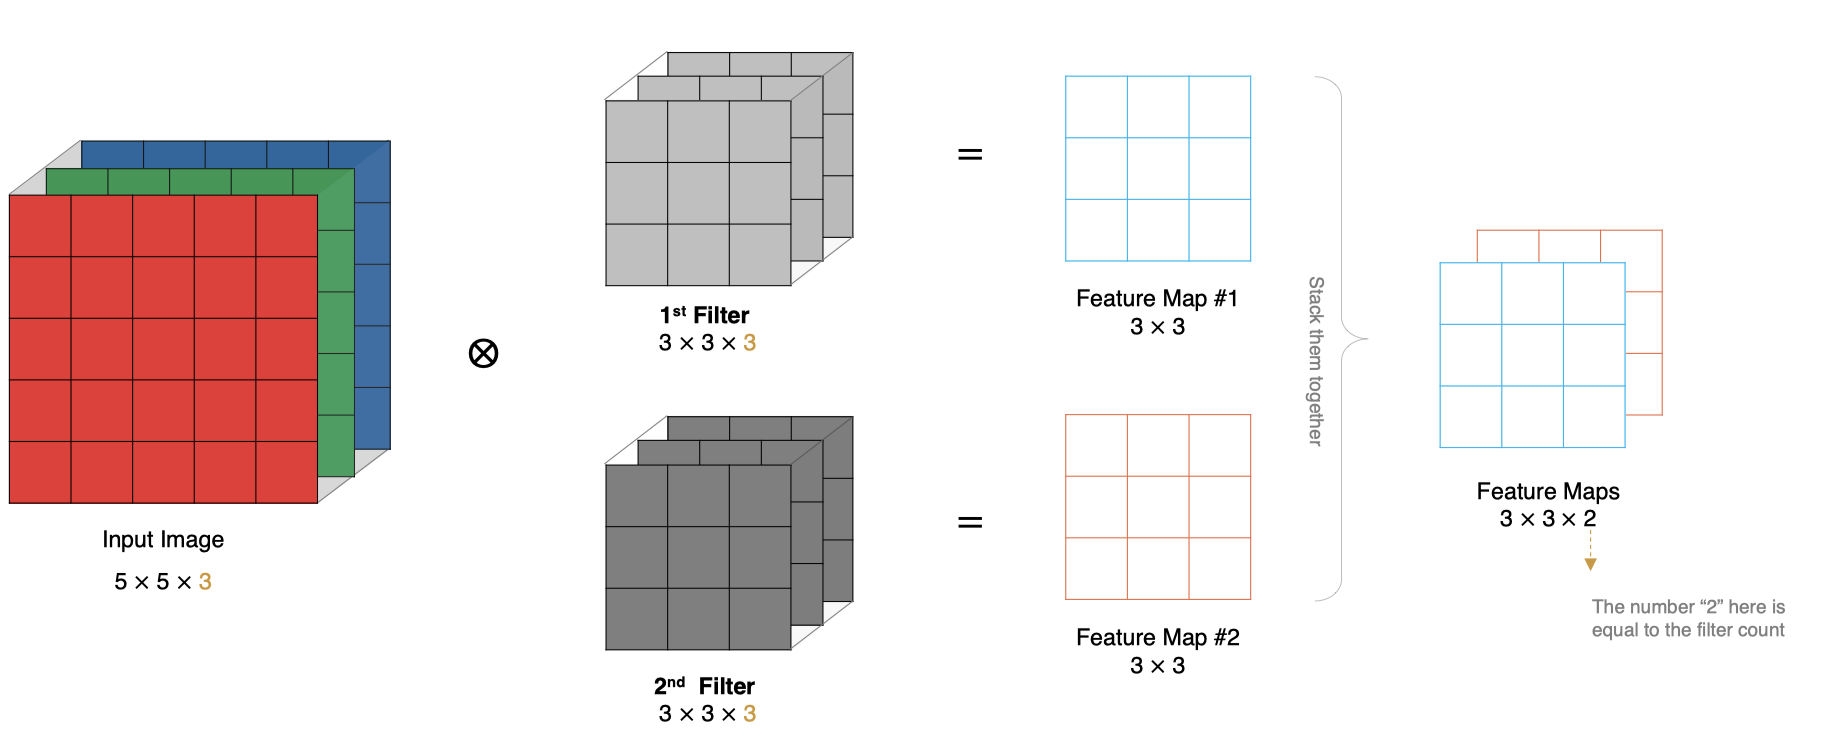 Input Image
5 × 5 × 3
⊗
1st Filter
3 × 3 × 3
2nd Filter
3 × 3 × 3
=
=
Feature Map #1
3 × 3
Feature Map #2
3 × 3
Stack them together
Feature Maps
3 × 3 × 2
The number “2” here is
equal to the filter count